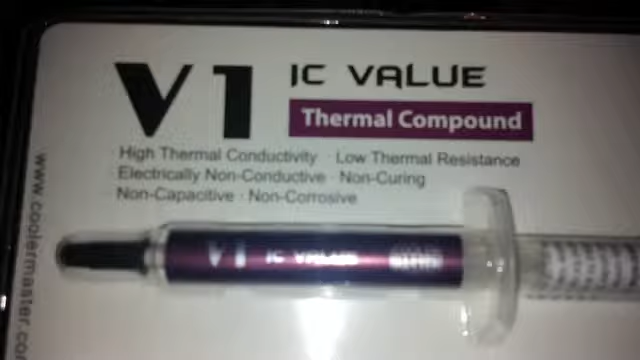 V1 IC VALUE
Thermal Compound
High Thermal Conductivity · Low Thermal Resistance
Electrically Non-Conductive · Non-Curing
Non-Capacitive · Non-Corrosive
www.coolermaster.com
V1 IC VALUE